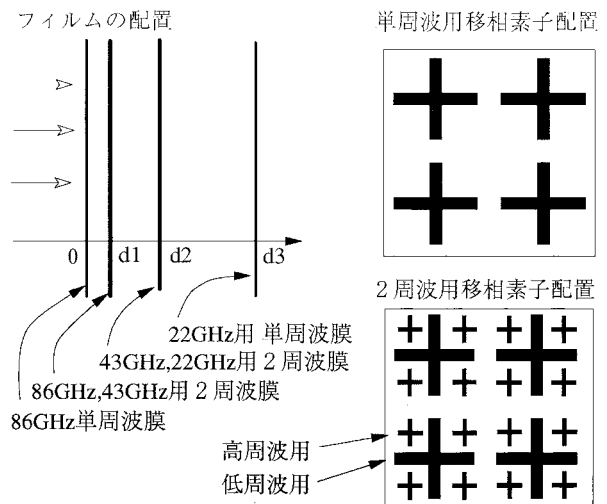 フィルムの配置
単周波用移相素子配置
0 d1 d2 d3
2周波用移相素子配置
22GHz用 単周波膜
43GHz,22GHz用2周波膜
86GHz,43GHz用2周波膜
86GHz単周波膜
高周波用
低周波用